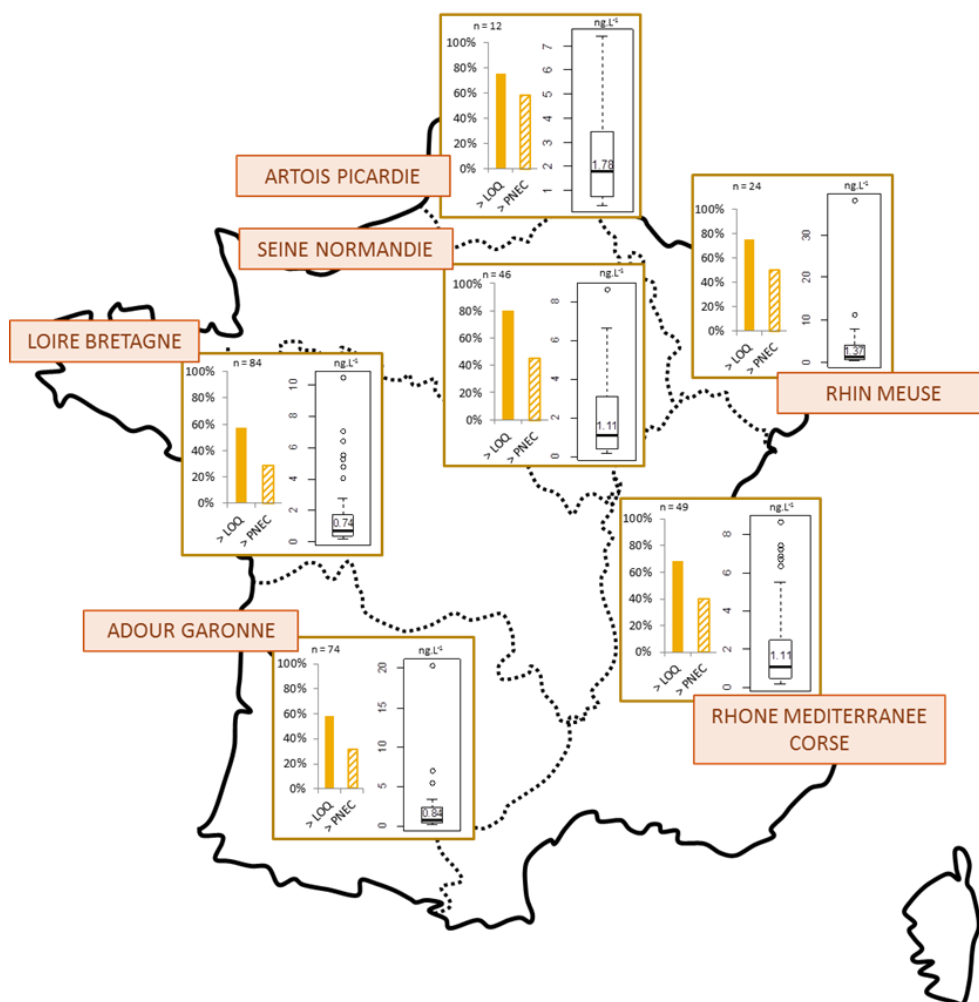 n = 12
ng.L⁻¹
100%
80%
60%
40%
20%
0%
> LOQ
> PNEC
7
6
5
4
3
2
1
1.78
ARTOIS PICARDIE
n = 24
ng.L⁻¹
100%
80%
60%
40%
20%
0%
> LOQ
> PNEC
30
20
10
0
1.37
RHIN MEUSE
SEINE NORMANDIE
n = 46
ng.L⁻¹
100%
80%
60%
40%
20%
0%
> LOQ
> PNEC
8
6
4
2
0
1.11
LOIRE BRETAGNE
n = 84
ng.L⁻¹
100%
80%
60%
40%
20%
0%
> LOQ
> PNEC
10
8
6
4
2
0
0.74
n = 49
ng.L⁻¹
100%
80%
60%
40%
20%
0%
> LOQ
> PNEC
8
6
4
2
0
1.11
RHONE MEDITERRANEE
CORSE
ADOUR GARONNE
n = 74
ng.L⁻¹
100%
80%
60%
40%
20%
0%
> LOQ
> PNEC
20
15
10
5
0
0.84